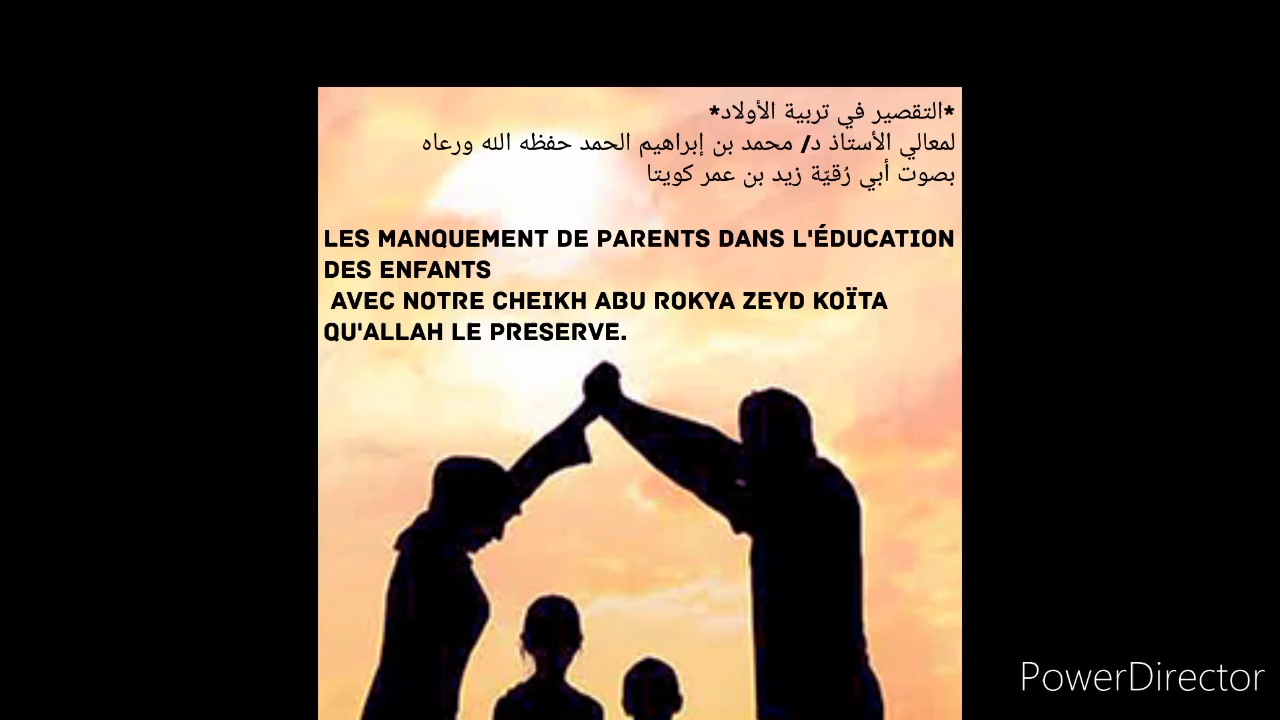 *التقصير في تربية الأولاد*
لمعالي الأستاذ د/ محمد بن إبراهيم الحمد حفظه الله ورعاه
بصوت أبي رُقيّة زيد بن عمر كويتا
LES MANQUEMENT DE PARENTS DANS L'ÉDUCATION
DES ENFANTS
AVEC NOTRE CHEIKH ABU ROKYA ZEYD KOÏTA
QU'ALLAH LE PRESERVE.
PowerDirector